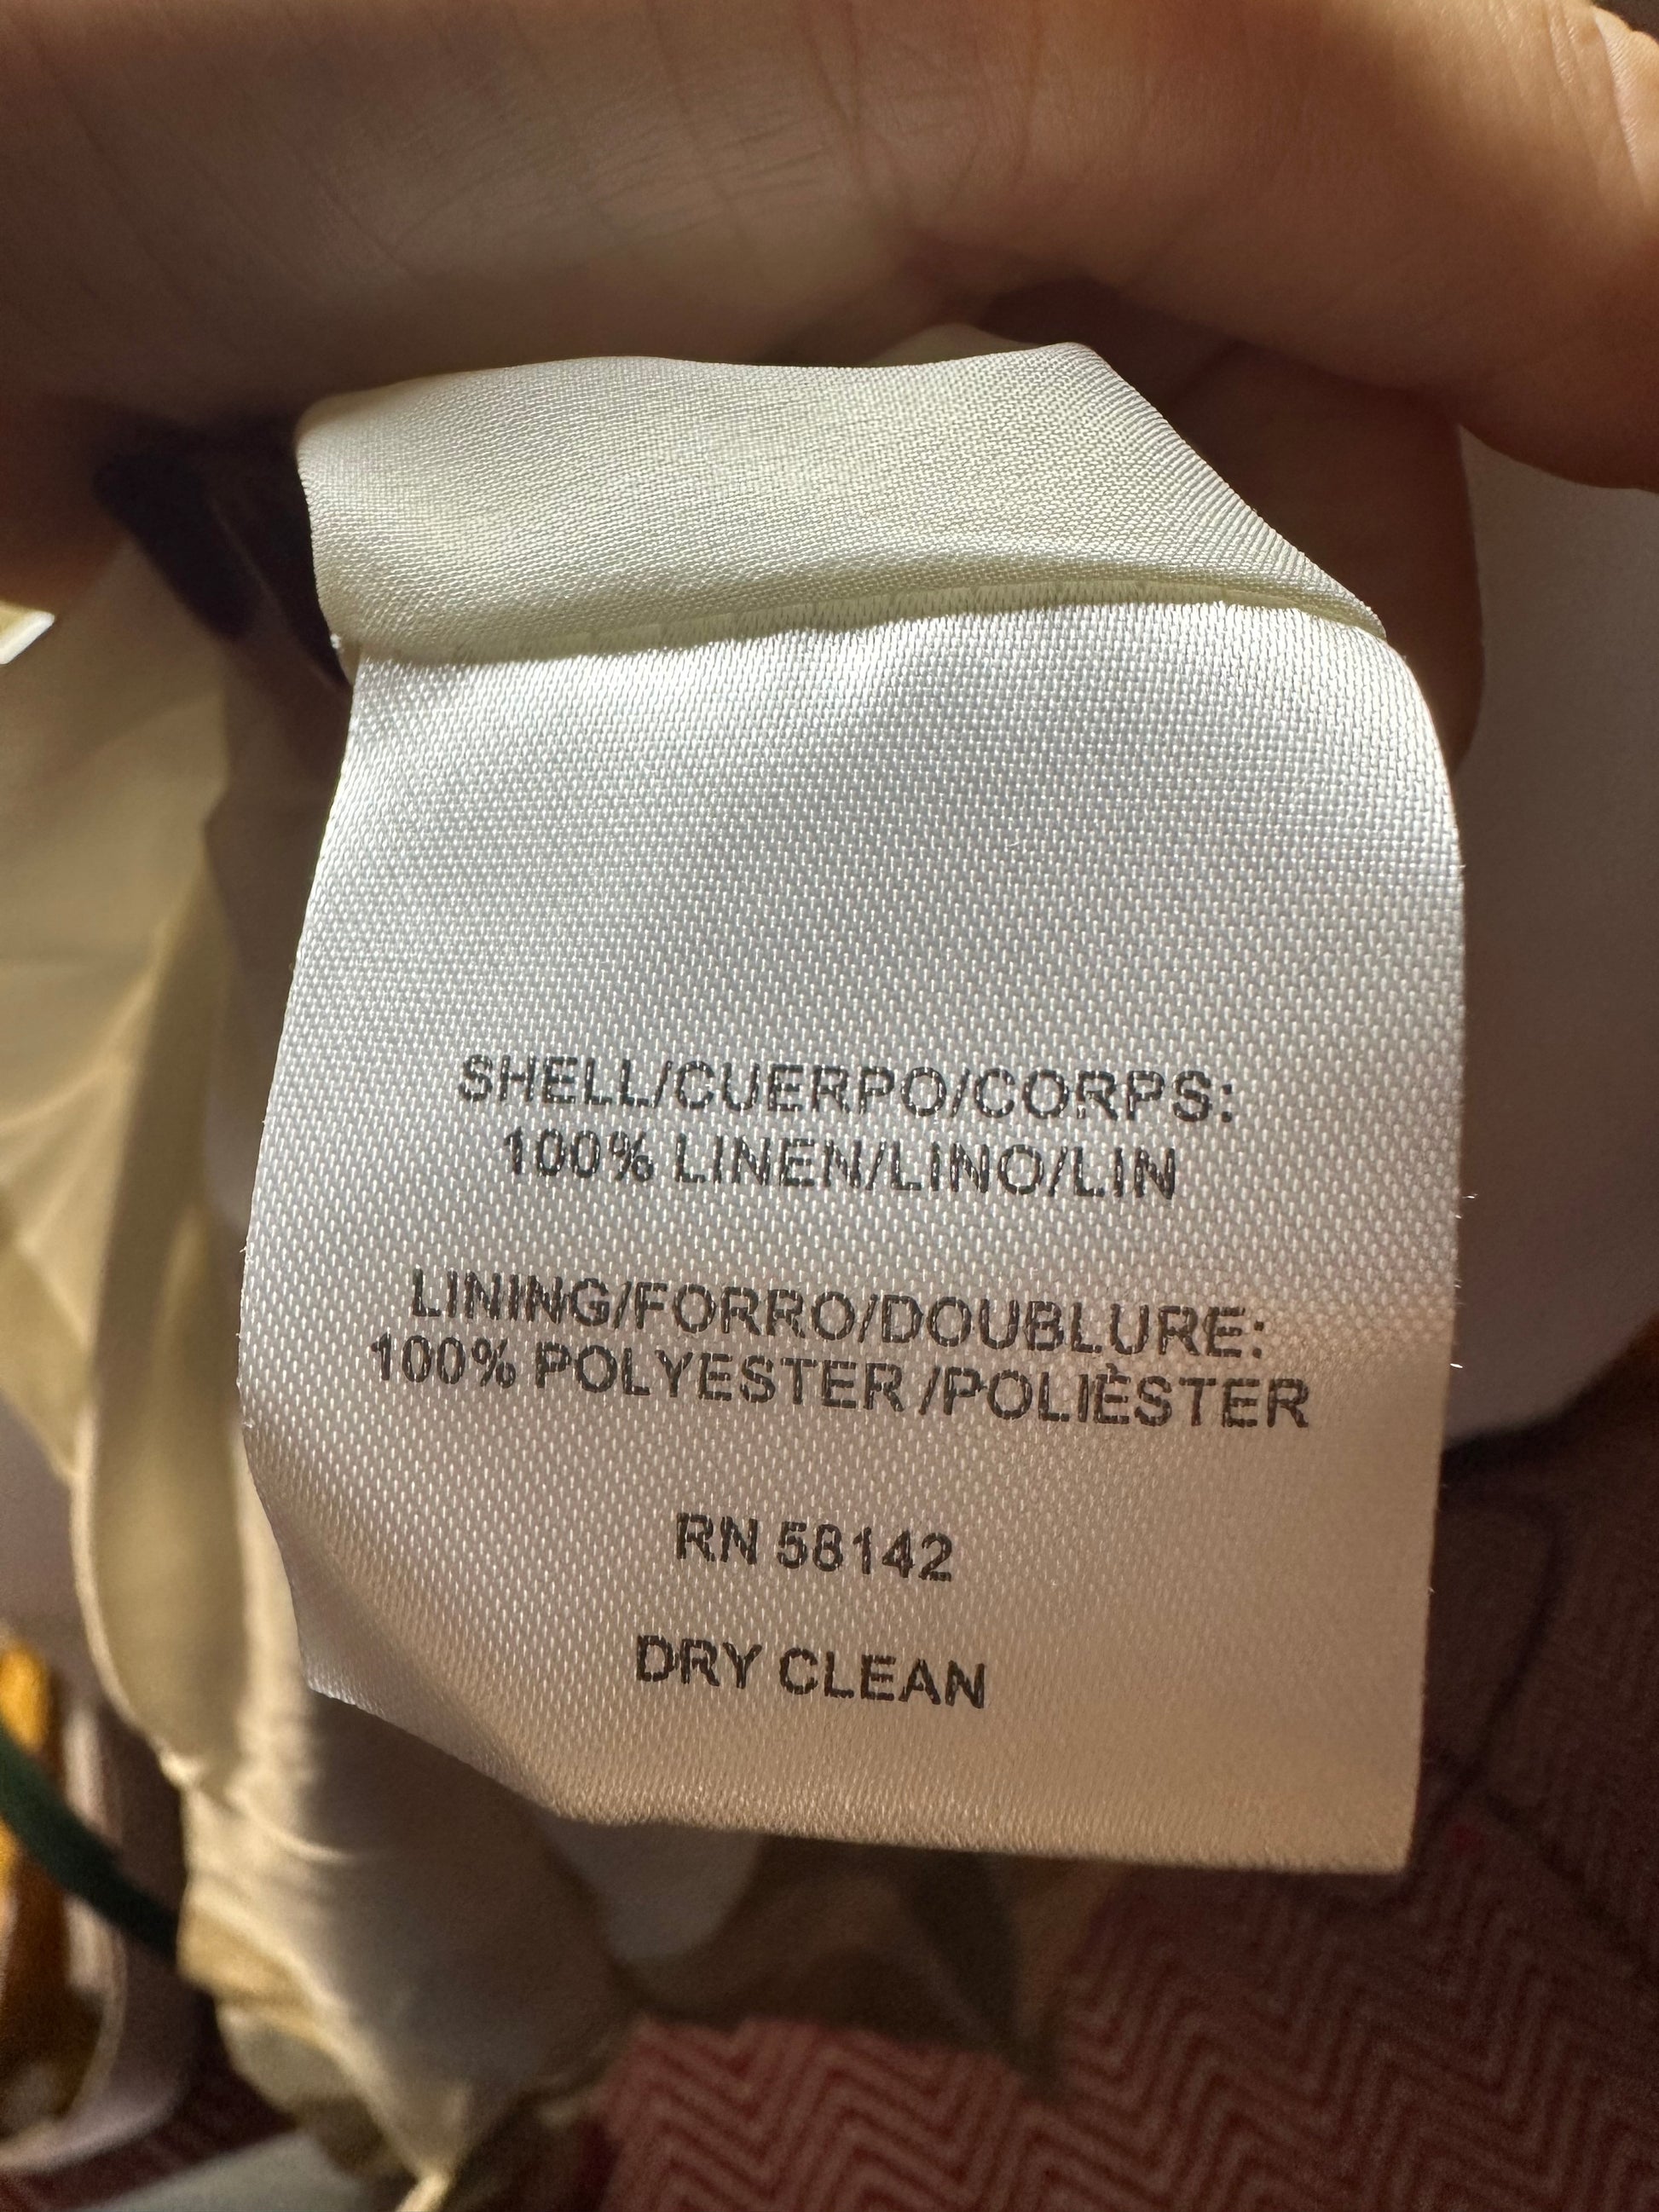 SHELL/CUERPO/CORPS:
100% LINEN/LINO/LIN
LINING/FORRO/DOUBLURE:
100% POLYESTER /POLIÈSTER
RN 58142
DRY CLEAN